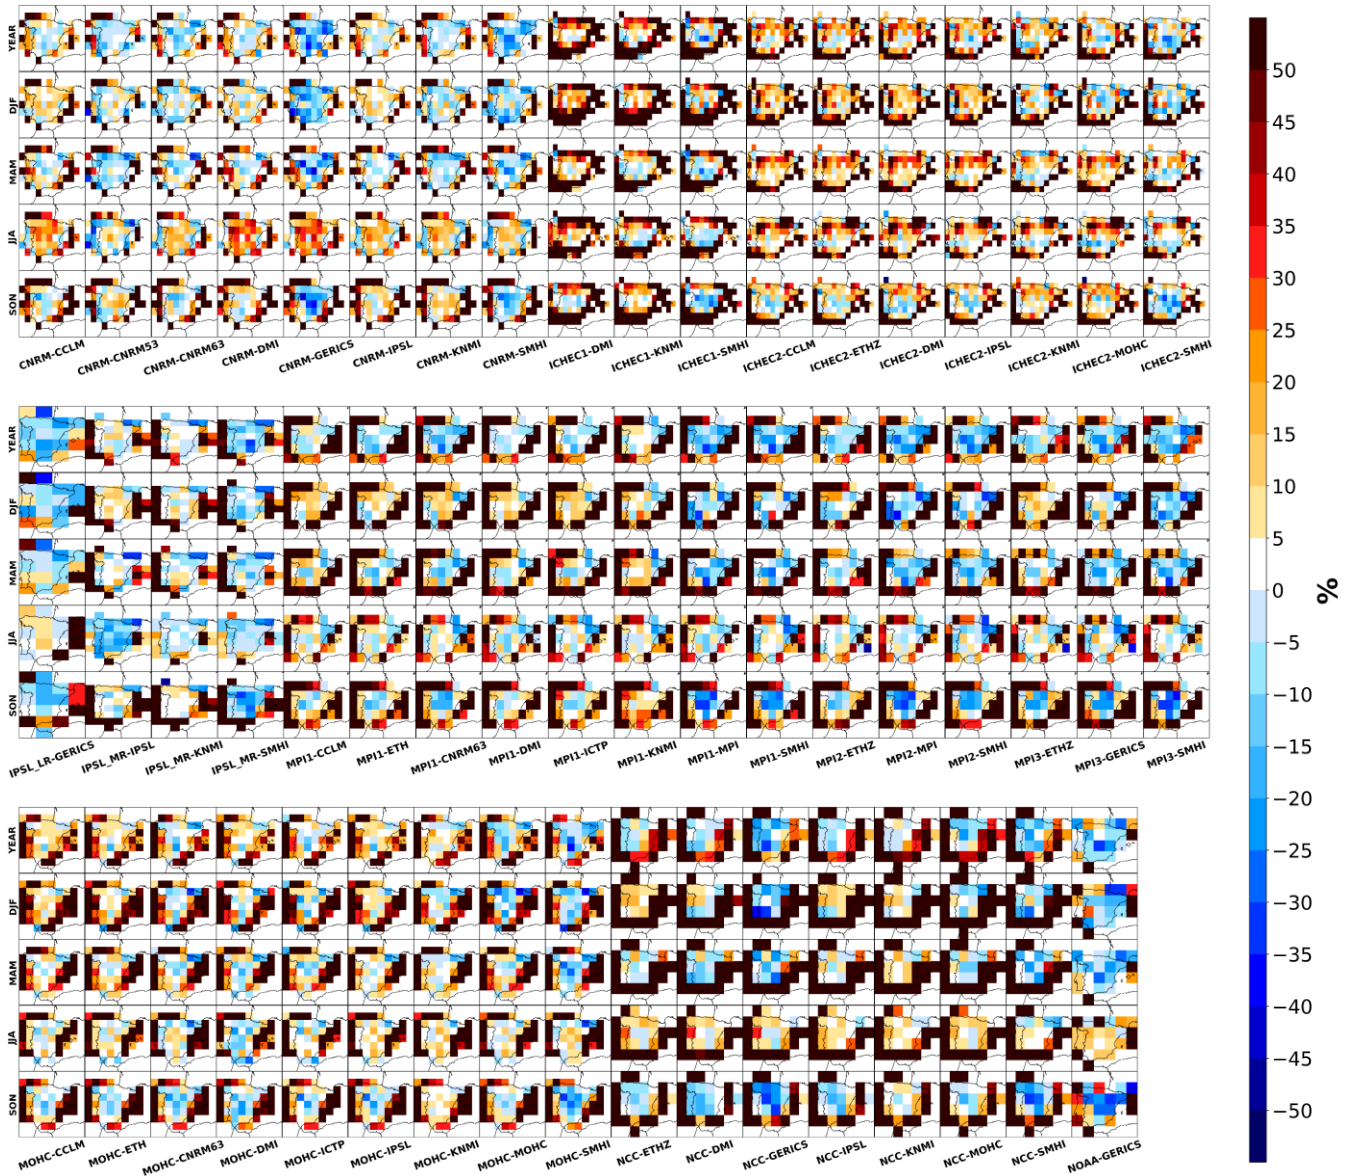 YEAR
DJF
MAM
JJA
SON
CNRM-CCLM
CNRM-CNRM53
CNRM-CNRM63
CNRM-DMI
CNRM-GERICS
CNRM-IPSL
CNRM-KNMI
CNRM-SMHI
ICHEC1-DMI
ICHEC1-KNMI
ICHEC1-SMHI
ICHEC2-CCLM
ICHEC2-ETHZ
ICHEC2-DMI
ICHEC2-IPSL
ICHEC2-KNMI
ICHEC2-MOHC
ICHEC2-SMHI
YEAR
DJF
MAM
JJA
SON
IPSL_LR-GERICS
IPSL_MR-IPSL
IPSL_MR-KNMI
IPSL_MR-SMHI
MPI1-CCLM
MPI1-ETH
MPI1-CNRM63
MPI1-DMI
MPI1-ICTP
MPI1-KNMI
MPI1-MPI
MPI1-SMHI
MPI2-ETHZ
MPI2-MPI
MPI2-SMHI
MPI3-ETHZ
MPI3-GERICS
MPI3-SMHI
YEAR
DJF
MAM
JJA
SON
MOHC-CCLM
MOHC-ETH
MOHC-CNRM63
MOHC-DMI
MOHC-ICTP
MOHC-IPSL
MOHC-KNMI
MOHC-MOHC
MOHC-SMHI
NCC-ETHZ
NCC-DMI
NCC-GERICS
NCC-IPSL
NCC-KNMI
NCC-MOHC
NCC-SMHI
NOAA-GERICS
50
45
40
35
30
25
20
15
10
5
0
−5
−10
−15
−20
−25
−30
−35
−40
−45
−50
%